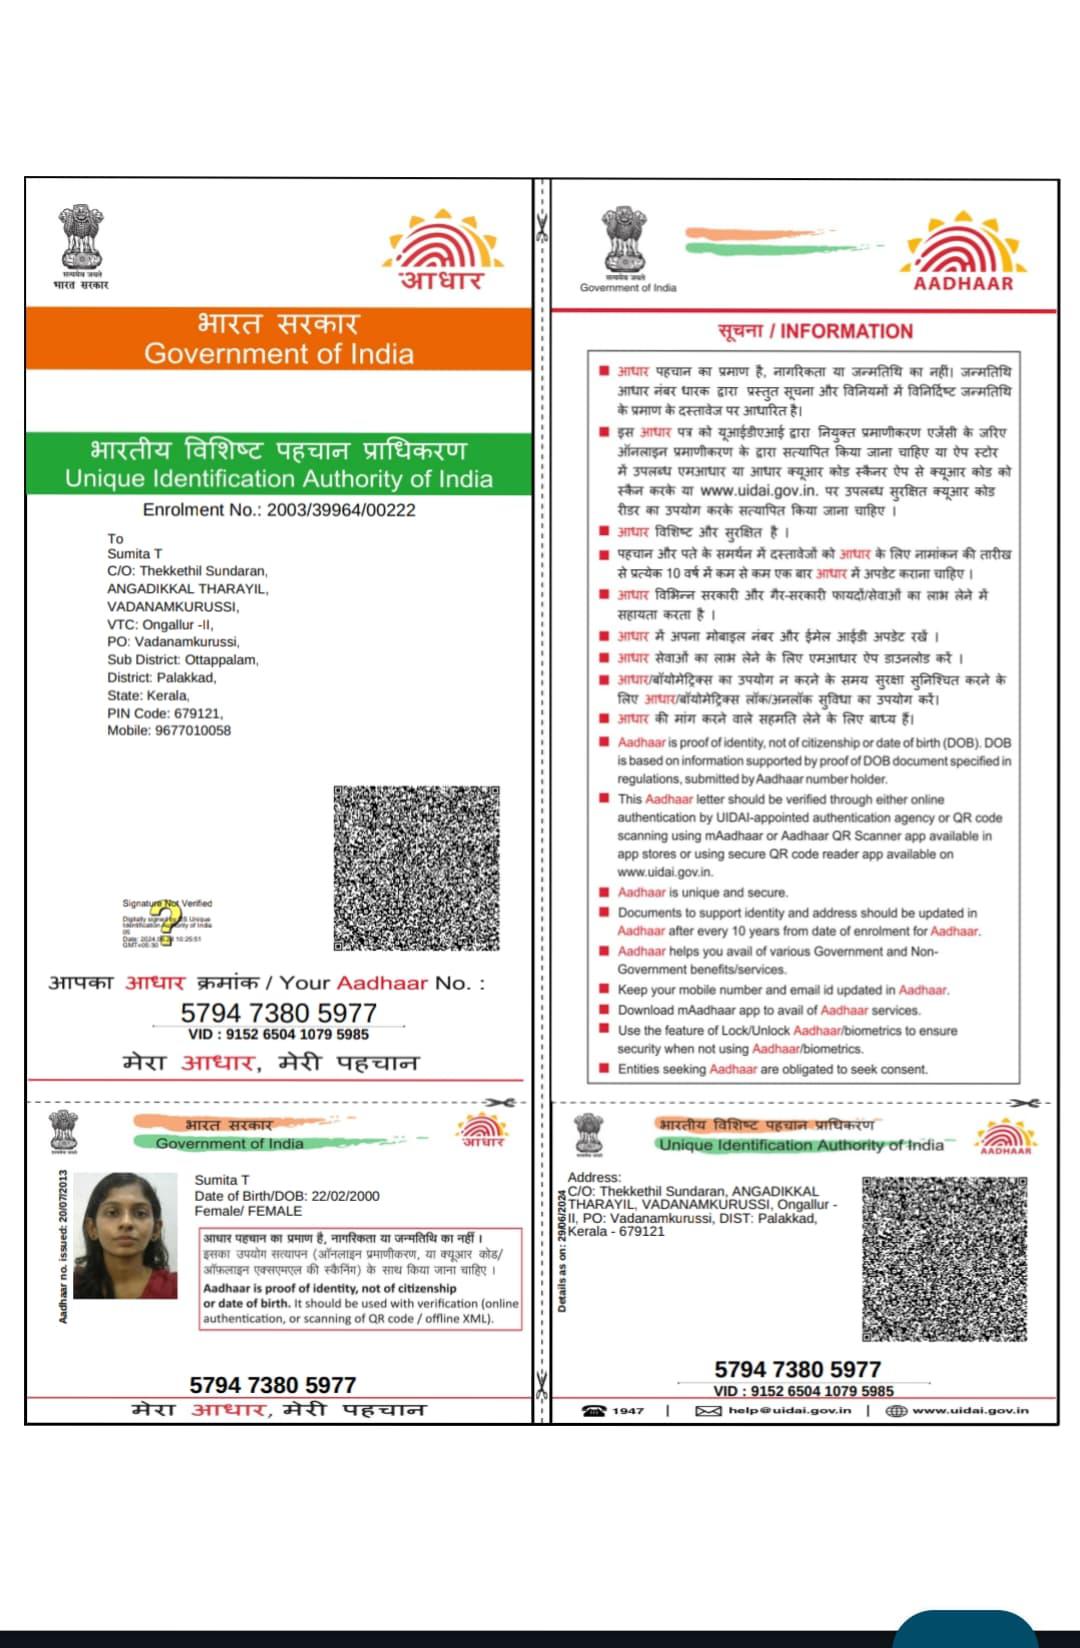 सत्यमेव जयते
भारत सरकार
आधार
भारत सरकार
Government of India
भारतीय विशिष्ट पहचान प्राधिकरण
Unique Identification Authority of India
Enrolment No.: 2003/39964/00222
To
Sumita T
C/O: Thekkethil Sundaran,
ANGADIKKAL THARAYIL,
VADANAMKURUSSI,
VTC: Ongallur -II,
PO: Vadanamkurussi,
Sub District: Ottappalam,
District: Palakkad,
State: Kerala,
PIN Code: 679121,
Mobile: 9677010058
Signature Not Verified
Digitally signed by DS Unique
Identification Authority of India
05
Date: 2024 10:25:51
GMT+05:30
आपका आधार क्रमांक / Your Aadhaar No. :
5794 7380 5977
VID : 9152 6504 1079 5985
मेरा आधार, मेरी पहचान
सत्यमेव जयते
Government of India
AADHAAR
सूचना / INFORMATION
आधार पहचान का प्रमाण है, नागरिकता या जन्मतिथि का नहीं। जन्मतिथि
आधार नंबर धारक द्वारा प्रस्तुत सूचना और विनियमों में विनिर्दिष्ट जन्मतिथि
के प्रमाण के दस्तावेज पर आधारित है।
इस आधार पत्र को यूआईडीएआई द्वारा नियुक्त प्रमाणीकरण एजेंसी के जरिए
ऑनलाइन प्रमाणीकरण के द्वारा सत्यापित किया जाना चाहिए या ऐप स्टोर
में उपलब्ध एमआधार या आधार क्यूआर कोड स्कैनर ऐप से क्यूआर कोड को
स्कैन करके या www.uidai.gov.in. पर उपलब्ध सुरक्षित क्यूआर कोड
रीडर का उपयोग करके सत्यापित किया जाना चाहिए ।
आधार विशिष्ट और सुरक्षित है ।
पहचान और पते के समर्थन में दस्तावेजों को आधार के लिए नामांकन की तारीख
से प्रत्येक 10 वर्ष में कम से कम एक बार आधार में अपडेट कराना चाहिए ।
आधार विभिन्न सरकारी और गैर-सरकारी फायदों/सेवाओं का लाभ लेने में
सहायता करता है ।
आधार में अपना मोबाइल नंबर और ईमेल आईडी अपडेट रखें ।
आधार सेवाओं का लाभ लेने के लिए एमआधार ऐप डाउनलोड करें ।
आधार/बॉयोमेट्रिक्स का उपयोग न करने के समय सुरक्षा सुनिश्चित करने के
लिए आधार/बॉयोमेट्रिक्स लॉक/अनलॉक सुविधा का उपयोग करें।
आधार की मांग करने वाले सहमति लेने के लिए बाध्य हैं।
Aadhaar is proof of identity, not of citizenship or date of birth (DOB). DOB
is based on information supported by proof of DOB document specified in
regulations, submitted by Aadhaar number holder.
This Aadhaar letter should be verified through either online
authentication by UIDAI-appointed authentication agency or QR code
scanning using mAadhaar or Aadhaar QR Scanner app available in
app stores or using secure QR code reader app available on
www.uidai.gov.in.
Aadhaar is unique and secure.
Documents to support identity and address should be updated in
Aadhaar after every 10 years from date of enrolment for Aadhaar.
Aadhaar helps you avail of various Government and Non-
Government benefits/services.
Keep your mobile number and email id updated in Aadhaar.
Download mAadhaar app to avail of Aadhaar services.
Use the feature of Lock/Unlock Aadhaar/biometrics to ensure
security when not using Aadhaar/biometrics.
Entities seeking Aadhaar are obligated to seek consent.
भारत सरकार
Government of India
आधार
Aadhaar no. issued: 20/07/2013
Sumita T
Date of Birth/DOB: 22/02/2000
Female/ FEMALE
आधार पहचान का प्रमाण है, नागरिकता या जन्मतिथि का नहीं ।
इसका उपयोग सत्यापन (ऑनलाइन प्रमाणीकरण, या क्यूआर कोड/
ऑफ़लाइन एक्सएमएल की स्कैनिंग) के साथ किया जाना चाहिए ।
Aadhaar is proof of identity, not of citizenship
or date of birth. It should be used with verification (online
authentication, or scanning of QR code / offline XML).
5794 7380 5977
मेरा आधार, मेरी पहचान
भारतीय विशिष्ट पहचान प्राधिकरण
Unique Identification Authority of India
AADHAAR
Details as on: 29/06/2024
Address:
C/O: Thekkethil Sundaran, ANGADIKKAL
THARAYIL, VADANAMKURUSSI, Ongallur -
II, PO: Vadanamkurussi, DIST: Palakkad,
Kerala - 679121
5794 7380 5977
VID : 9152 6504 1079 5985
1947 | help@uidai.gov.in | www.uidai.gov.in